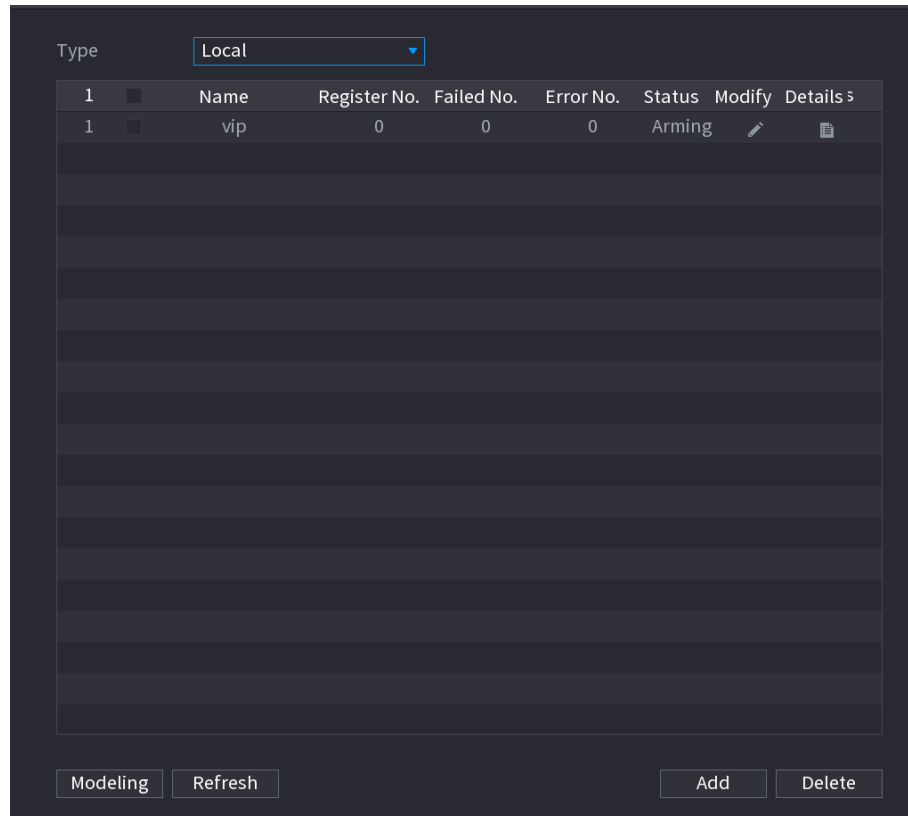 Type Local
1 Name Register No. Failed No. Error No. Status Modify Details s
1 vip 0 0 0 Arming
Modeling Refresh Add Delete